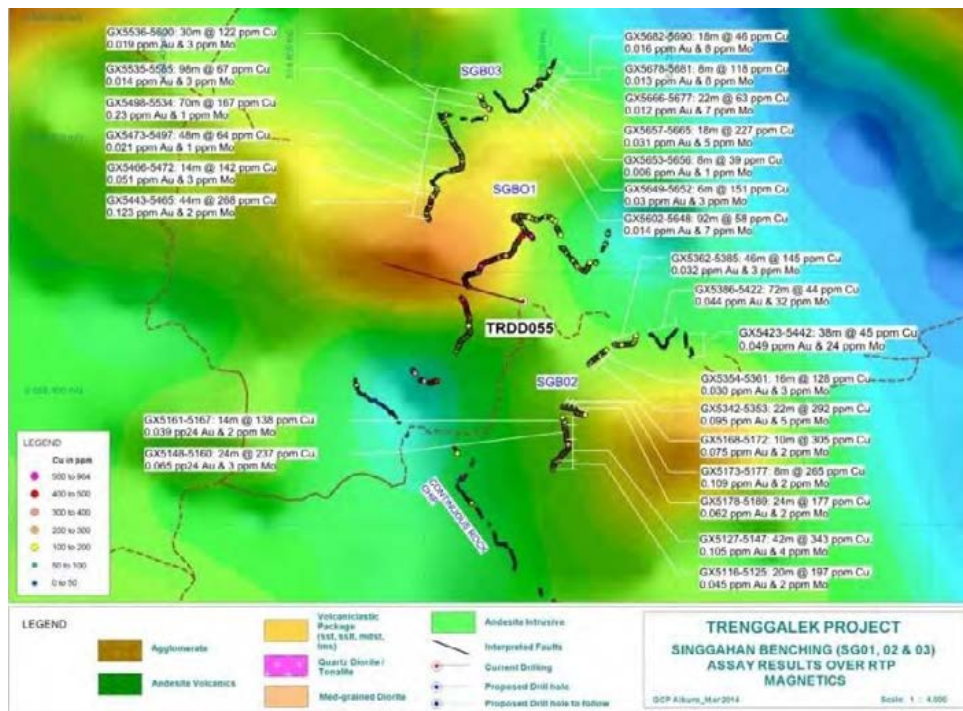 GX5536-5600: 30m @ 122 ppm Cu
0.019 ppm Au & 3 ppm Mo
GX5535-5585: 98m @ 67 ppm Cu
0.014 ppm Au & 3 ppm Mo
GX5498-5534: 70m @ 167 ppm Cu
0.23 ppm Au & 1 ppm Mo
GX5473-5497: 48m @ 64 ppm Cu
0.021 ppm Au & 1 ppm Mo
GX5466-5472: 14m @ 142 ppm Cu
0.051 ppm Au & 3 ppm Mo
GX5443-5465: 44m @ 268 ppm Cu
0.123 ppm Au & 2 ppm Mo
SGB03
SGBO1
GX5682-5690: 18m @ 46 ppm Cu
0.016 ppm Au & 8 ppm Mo
GX5678-5681: 8m @ 118 ppm Cu
0.013 ppm Au & 8 ppm Mo
GX5666-5677: 22m @ 63 ppm Cu
0.012 ppm Au & 7 ppm Mo
GX5657-5665: 18m @ 227 ppm Cu
0.031 ppm Au & 5 ppm Mo
GX5653-5656: 8m @ 39 ppm Cu
0.006 ppm Au & 1 ppm Mo
GX5649-5652: 6m @ 151 ppm Cu
0.03 ppm Au & 3 ppm Mo
GX5602-5648: 92m @ 58 ppm Cu
0.014 ppm Au & 7 ppm Mo
GX5362-5385: 46m @ 145 ppm Cu
0.032 ppm Au & 3 ppm Mo
GX5386-5422: 72m @ 44 ppm Cu
0.044 ppm Au & 32 ppm Mo
GX5423-5442: 38m @ 45 ppm Cu
0.049 ppm Au & 24 ppm Mo
TRDD055
SGB02
GX5354-5361: 16m @ 128 ppm Cu
0.030 ppm Au & 3 ppm Mo
GX5342-5353: 22m @ 292 ppm Cu
0.095 ppm Au & 5 ppm Mo
GX5168-5172: 10m @ 305 ppm Cu
0.075 ppm Au & 2 ppm Mo
GX5173-5177: 8m @ 265 ppm Cu
0.109 ppm Au & 2 ppm Mo
GX5178-5189: 24m @ 177 ppm Cu
0.062 ppm Au & 2 ppm Mo
GX5127-5147: 42m @ 343 ppm Cu
0.105 ppm Au & 4 ppm Mo
GX5116-5125: 20m @ 197 ppm Cu
0.045 ppm Au & 2 ppm Mo
GX5161-5167: 14m @ 138 ppm Cu
0.039 pp24 Au & 2 ppm Mo
GX5148-5160: 24m @ 237 ppm Cu
0.065 pp24 Au & 3 ppm Mo
CONTINUOUS ROCK
CHIP
LEGEND
Cu in ppm
500 to 964
400 to 500
300 to 400
200 to 300
100 to 200
50 to 100
0 to 50
LEGEND
Agglomerate
Andesite Volcanics
Volcaniclastic
Package
(sst, sslt, mdst,
lms)
Quartz Diorite /
Tonalite
Med-grained Diorite
Andesite Intrusive
Interpreted Faults
Current Drilling
Proposed Drill hole
Proposed Drill hole to follow
TRENGGALEK PROJECT
SINGGAHAN BENCHING (SG01, 02 & 03)
ASSAY RESULTS OVER RTP
MAGNETICS
GCP Alburo_Mar2014
Scale: 1 : 4,000